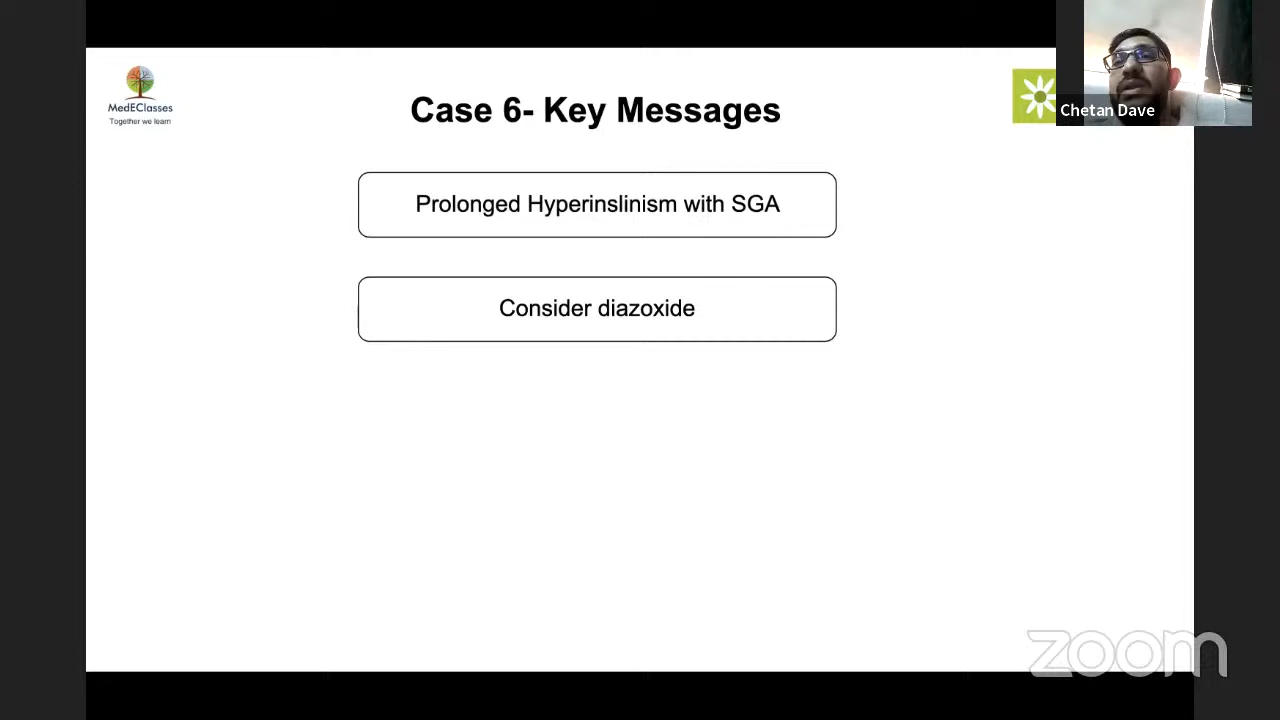 MedEClasses
Together we learn
Case 6- Key Messages
Chetan Dave
Prolonged Hyperinslinism with SGA
Consider diazoxide
zoom